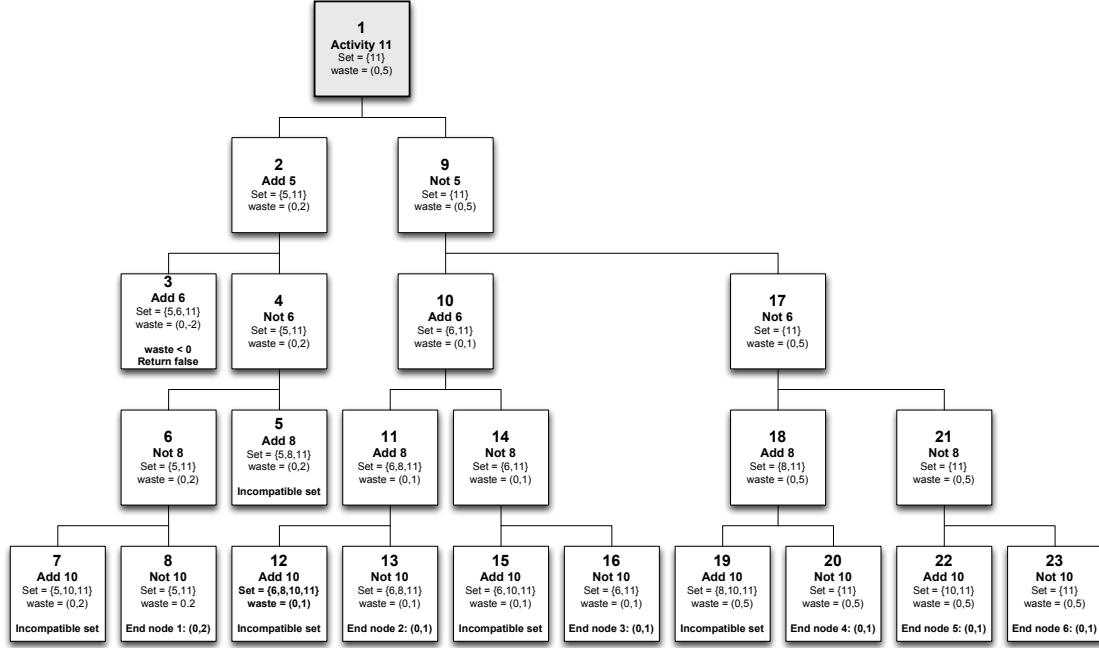 1
Activity 11
Set = {11}
waste = (0,5)
2
Add 5
Set = {5,11}
waste = (0,2)
9
Not 5
Set = {11}
waste = (0,5)
3
Add 6
Set = {5,6,11}
waste = (0,-2)
waste < 0
Return false
4
Not 6
Set = {5,11}
waste = (0,2)
10
Add 6
Set = {6,11}
waste = (0,1)
17
Not 6
Set = {11}
waste = (0,5)
6
Not 8
Set = {5,11}
waste = (0,2)
5
Add 8
Set = {5,8,11}
waste = (0,2)
Incompatible set
11
Add 8
Set = {6,8,11}
waste = (0,1)
14
Not 8
Set = {6,11}
waste = (0,1)
18
Add 8
Set = {8,11}
waste = (0,5)
21
Not 8
Set = {11}
waste = (0,5)
7
Add 10
Set = {5,10,11}
waste = (0,2)
Incompatible set
8
Not 10
Set = {5,11}
waste = 0.2
End node 1: (0,2)
12
Add 10
Set = {6,8,10,11}
waste = (0,1)
Incompatible set
13
Not 10
Set = {6,8,11}
waste = (0,1)
End node 2: (0,1)
15
Add 10
Set = {6,10,11}
waste = (0,1)
Incompatible set
16
Not 10
Set = {6,11}
waste = (0,1)
End node 3: (0,1)
19
Add 10
Set = {8,10,11}
waste = (0,5)
Incompatible set
20
Not 10
Set = {11}
waste = (0,5)
End node 4: (0,1)
22
Add 10
Set = {10,11}
waste = (0,5)
End node 5: (0,1)
23
Not 10
Set = {11}
waste = (0,5)
End node 6: (0,1)